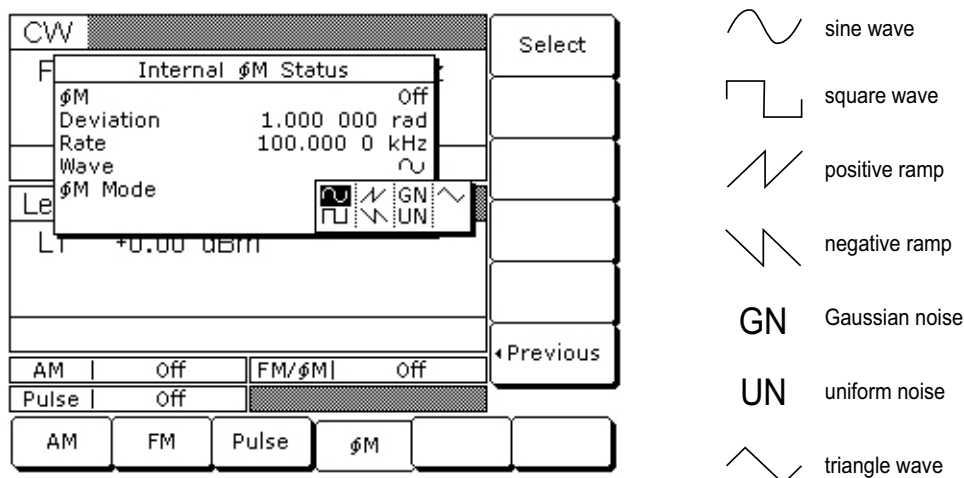 CW
Select
Internal ϕM Status
ϕM Off
Deviation 1.000 000 rad
Rate 100.000 0 kHz
Wave
ϕM Mode
GN
UN
L1 +0.00 dBm
Previous
AM | Off
FM/ϕM| Off
Pulse | Off
AM
FM
Pulse
ϕM
sine wave
square wave
positive ramp
negative ramp
GN Gaussian noise
UN uniform noise
triangle wave